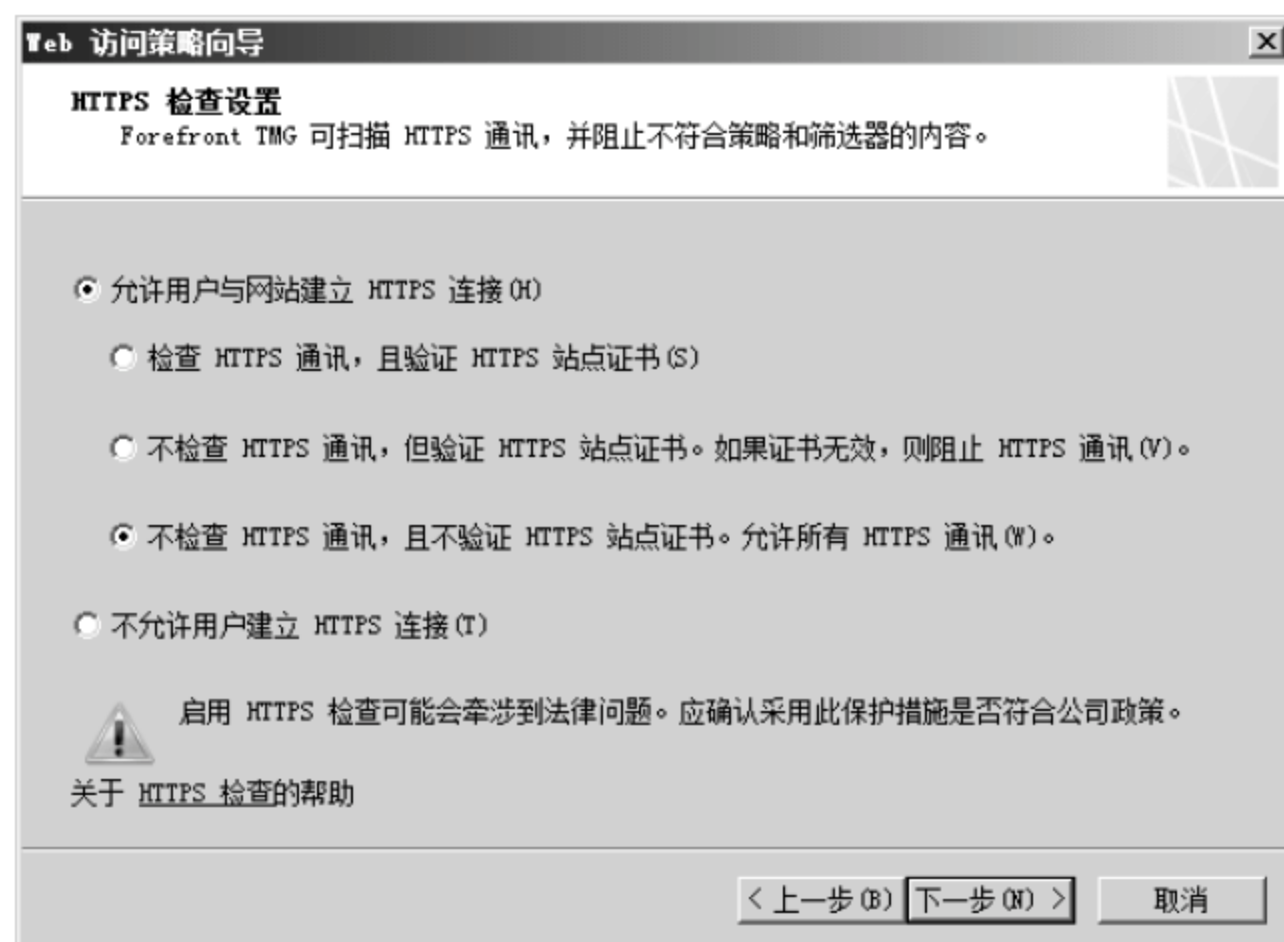 Web 访问策略向导
HTTPS 检查设置
Forefront TMG 可扫描 HTTPS 通讯，并阻止不符合策略和筛选器的内容。
允许用户与网站建立 HTTPS 连接(H)
检查 HTTPS 通讯，且验证 HTTPS 站点证书(S)
不检查 HTTPS 通讯，但验证 HTTPS 站点证书。如果证书无效，则阻止 HTTPS 通讯(V)。
不检查 HTTPS 通讯，且不验证 HTTPS 站点证书。允许所有 HTTPS 通讯(W)。
不允许用户建立 HTTPS 连接(T)
启用 HTTPS 检查可能会牵涉到法律问题。应确认采用此保护措施是否符合公司政策。
关于 HTTPS 检查的帮助
< 上一步(B) 下一步(N) > 取消